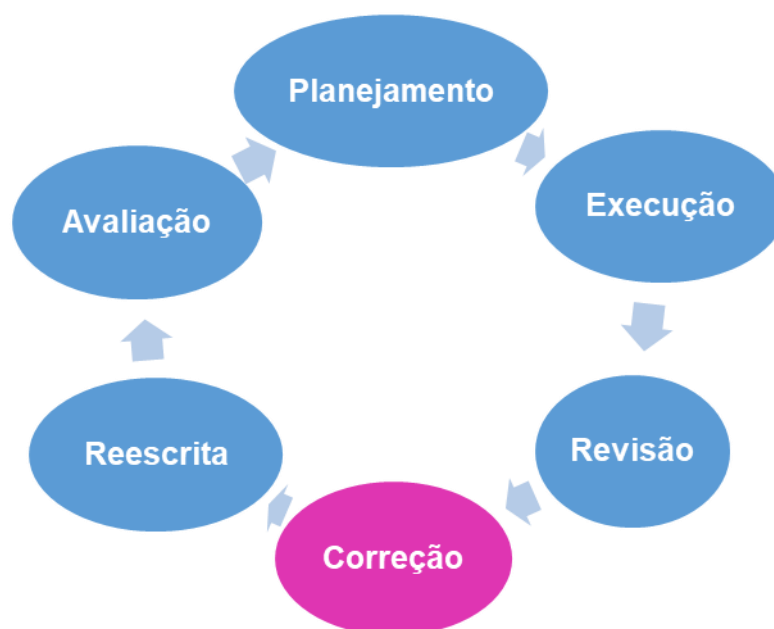 Planejamento
Execução
Revisão
Correção
Reescrita
Avaliação